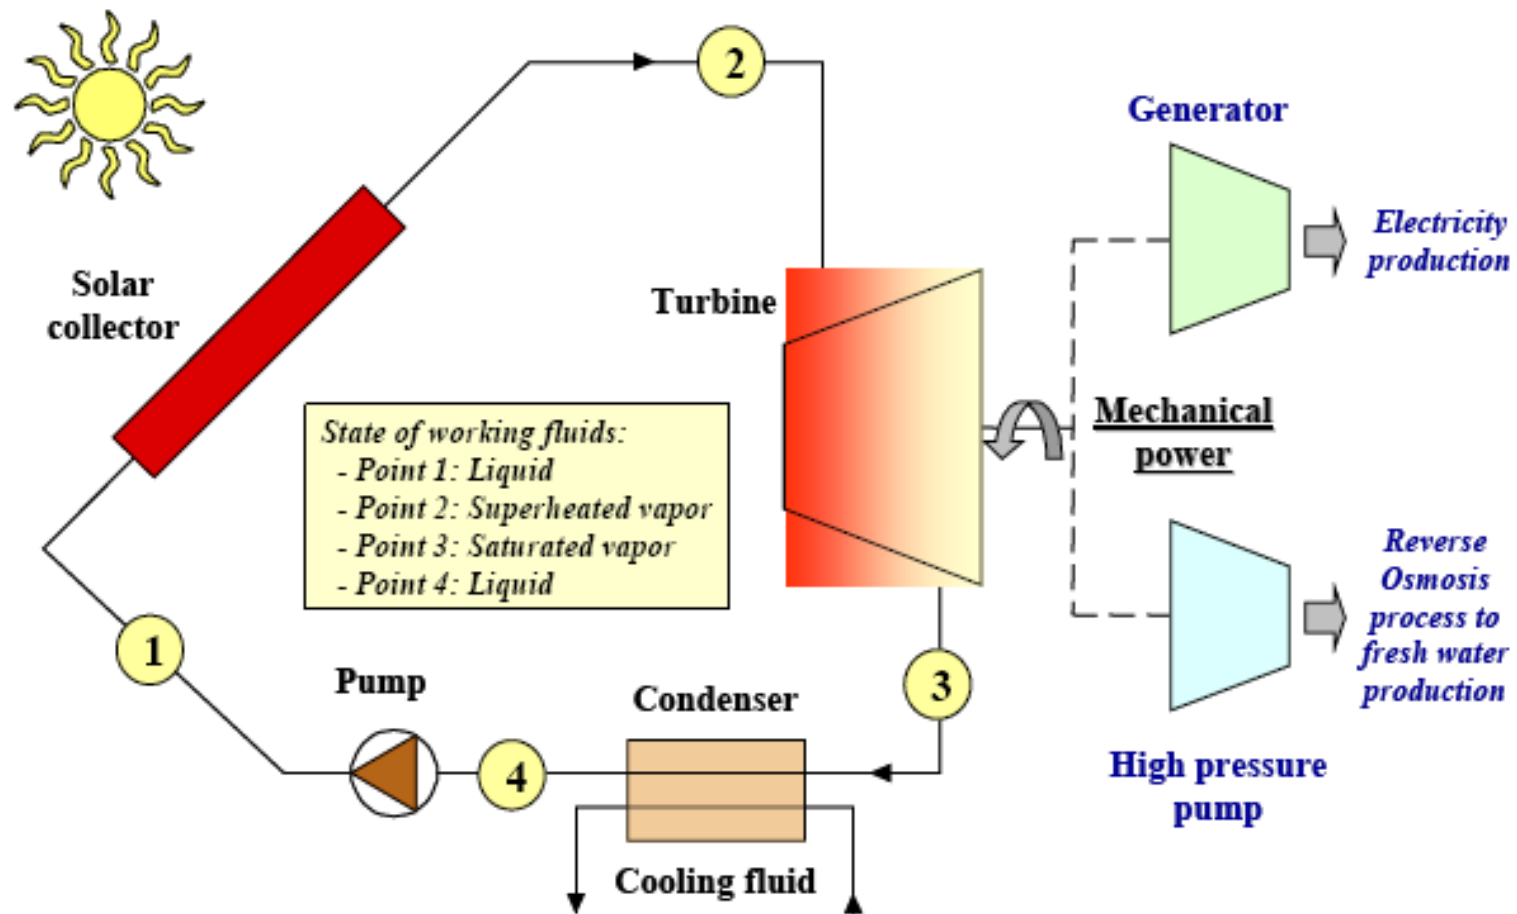 2
Generator
Electricity
production
Solar
collector
Turbine
State of working fluids:
- Point 1: Liquid
- Point 2: Superheated vapor
- Point 3: Saturated vapor
- Point 4: Liquid
Mechanical
power
Reverse
Osmosis
process to
fresh water
production
1
Pump
Condenser
3
4
High pressure
pump
Cooling fluid